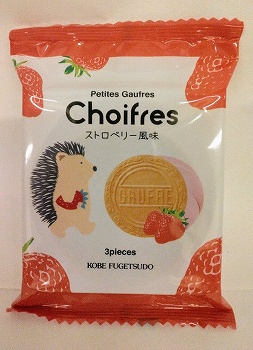 Petites Gaufres
Choifres
ストロベリー風味
GAUFRE
3pieces
KOBE FUGETSUDO